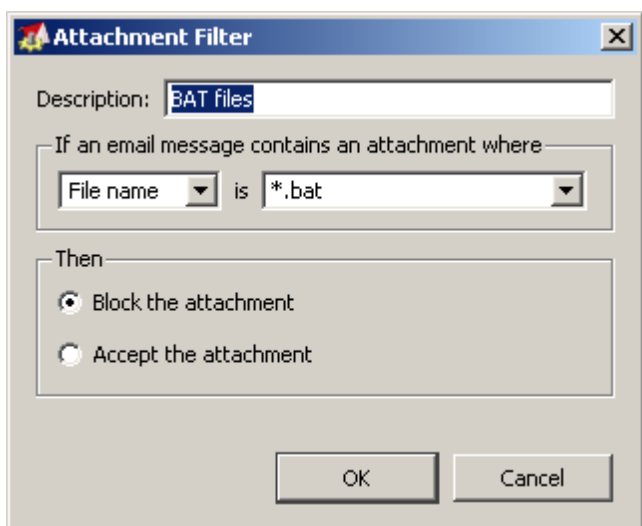 Attachment Filter
Description: BAT files
If an email message contains an attachment where
File name is *.bat
Then
Block the attachment
Accept the attachment
OK Cancel